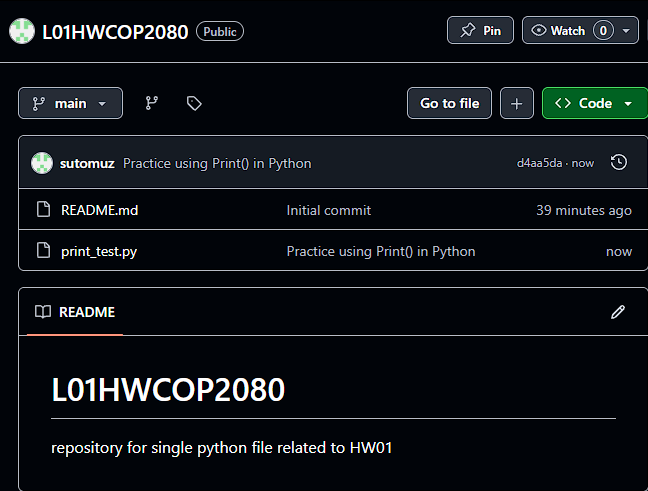 L01HWCOP2080 Public Pin Watch 0
main Go to file Code
sutomuz Practice using Print() in Python d4aa5da · now
README.md Initial commit 39 minutes ago
print_test.py Practice using Print() in Python now
README
L01HWCOP2080
repository for single python file related to HW01